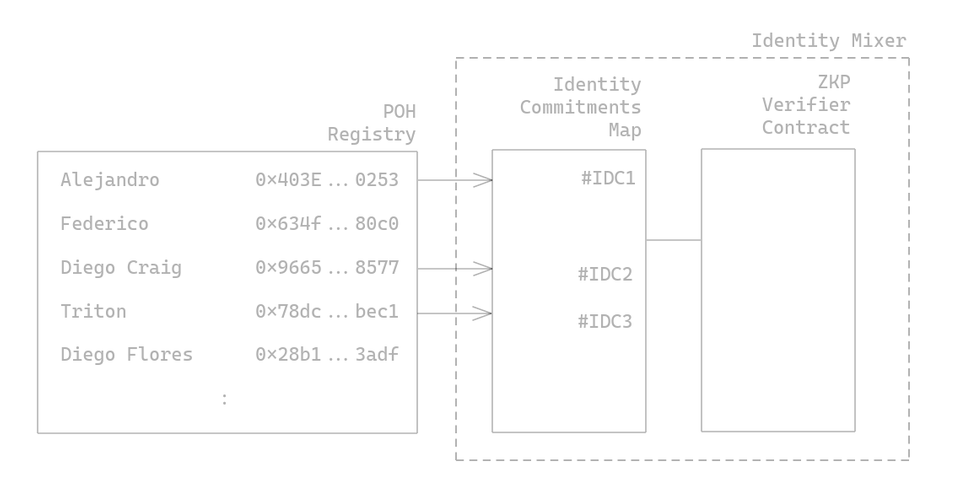 Identity Mixer
Identity
Commitments
Map
ZKP
Verifier
Contract
POH
Registry
Alejandro 0×403E ... 0253
Federico 0×634f ... 80c0
Diego Craig 0×9665 ... 8577
Triton 0×78dc ... bec1
Diego Flores 0×28b1 ... 3adf
:
#IDC1
#IDC2
#IDC3